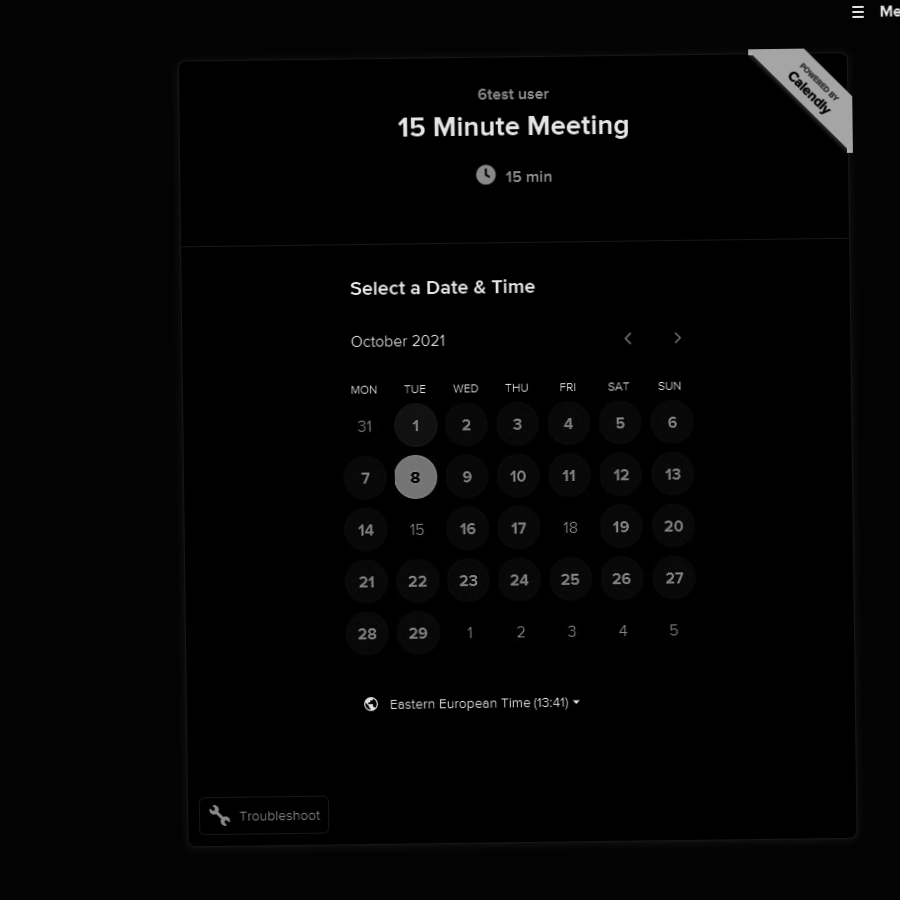 ☰ Me
POWERED BY
Calendly
6test user
15 Minute Meeting
15 min
Select a Date & Time
October 2021
MON TUE WED THU FRI SAT SUN
31 1 2 3 4 5 6
7 8 9 10 11 12 13
14 15 16 17 18 19 20
21 22 23 24 25 26 27
28 29 1 2 3 4 5
Eastern European Time (13:41)
Troubleshoot